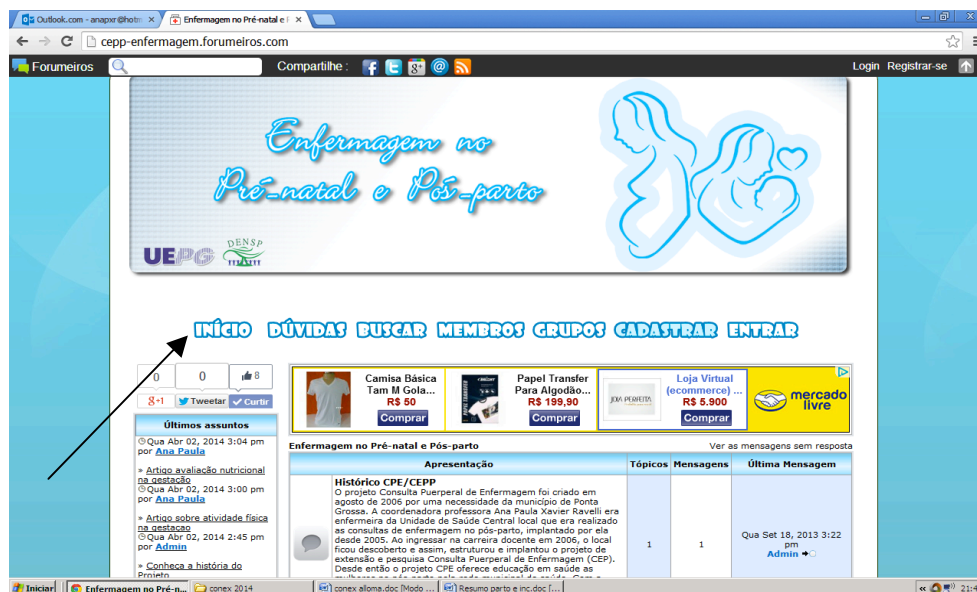 Outlook.com - anapxr@hotm
Enfermagem no Pré-natal e P
cepp-enfermagem.forumeiros.com
Forumeiros
Compartilhe :
Login Registrar-se
Enfermagem no
Pré-natal e Pós-parto
UEPG
DENSP
INÍCIO DÚVIDAS BUSCAR MEMBROS GRUPOS CADASTRAR ENTRAR
0 0 8
+1 Tweetar Curtir
Camisa Básica
Tam M Gola...
R$ 50
Comprar
Papel Transfer
Para Algodão...
R$ 199,90
Comprar
JOIA PERFEITA
Loja Virtual
(ecommerce) ...
R$ 5.900
Comprar
mercado
livre
Últimos assuntos
Qua Abr 02, 2014 3:04 pm
por Ana Paula
» Artigo avaliação nutricional
na gestação
Qua Abr 02, 2014 3:00 pm
por Ana Paula
» Artigo sobre atividade física
na gestacao
Qua Abr 02, 2014 2:45 pm
por Admin
» Conheça a história do
Projeto
Enfermagem no Pré-natal e Pós-parto
Ver as mensagens sem resposta
Apresentação Tópicos Mensagens Última Mensagem
Histórico CPE/CEPP
O projeto Consulta Puerperal de Enfermagem foi criado em
agosto de 2006 por uma necessidade da município de Ponta
Grossa. A coordenadora professora Ana Paula Xavier Ravelli era
enfermeira da Unidade de Saúde Central local que era realizado
as consultas de enfermagem no pós-parto, implantado por ela
desde 2005. Ao ingressar na carreira docente em 2006, o local
ficou descoberto e assim, estruturou e implantou o projeto de
extensão e pesquisa Consulta Puerperal de Enfermagem (CEP).
Desde então o projeto CPE oferece educação em saúde as
1 1
Qua Set 18, 2013 3:22
pm
Admin
Iniciar
Enfermagem no Pré-n...
conex 2014
conex alloma.doc [Modo ...
Resumo parto e inc.doc [...